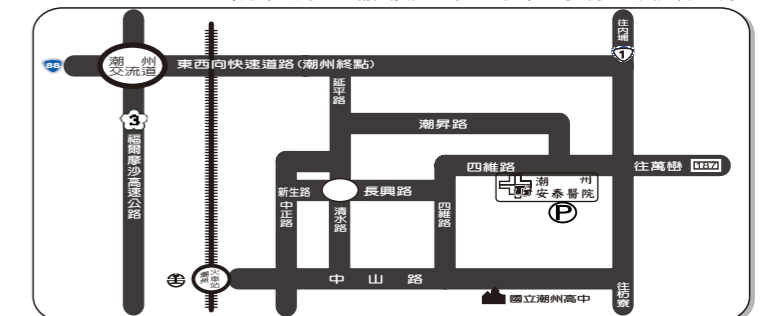 往內埔
1
88
潮州
交流道
東西向快速道路(潮州終點)
延平路
3
福爾摩沙高速公路
潮昇路
四維路
往萬巒
187
潮州
安泰醫院
P
新生路
長興路
中正路
清水路
四維路
潮州
火車站
中山路
國立潮州高中
往枋寮